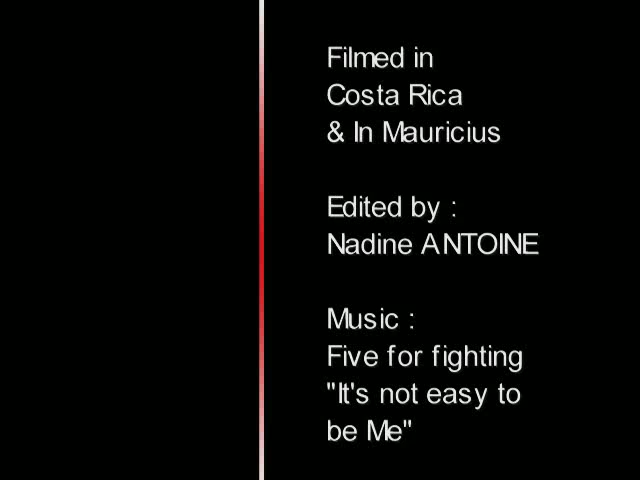 Filmed in
Costa Rica
& In Mauricius
Edited by :
Nadine ANTOINE
Music :
Five for fighting
"It's not easy to
be Me"